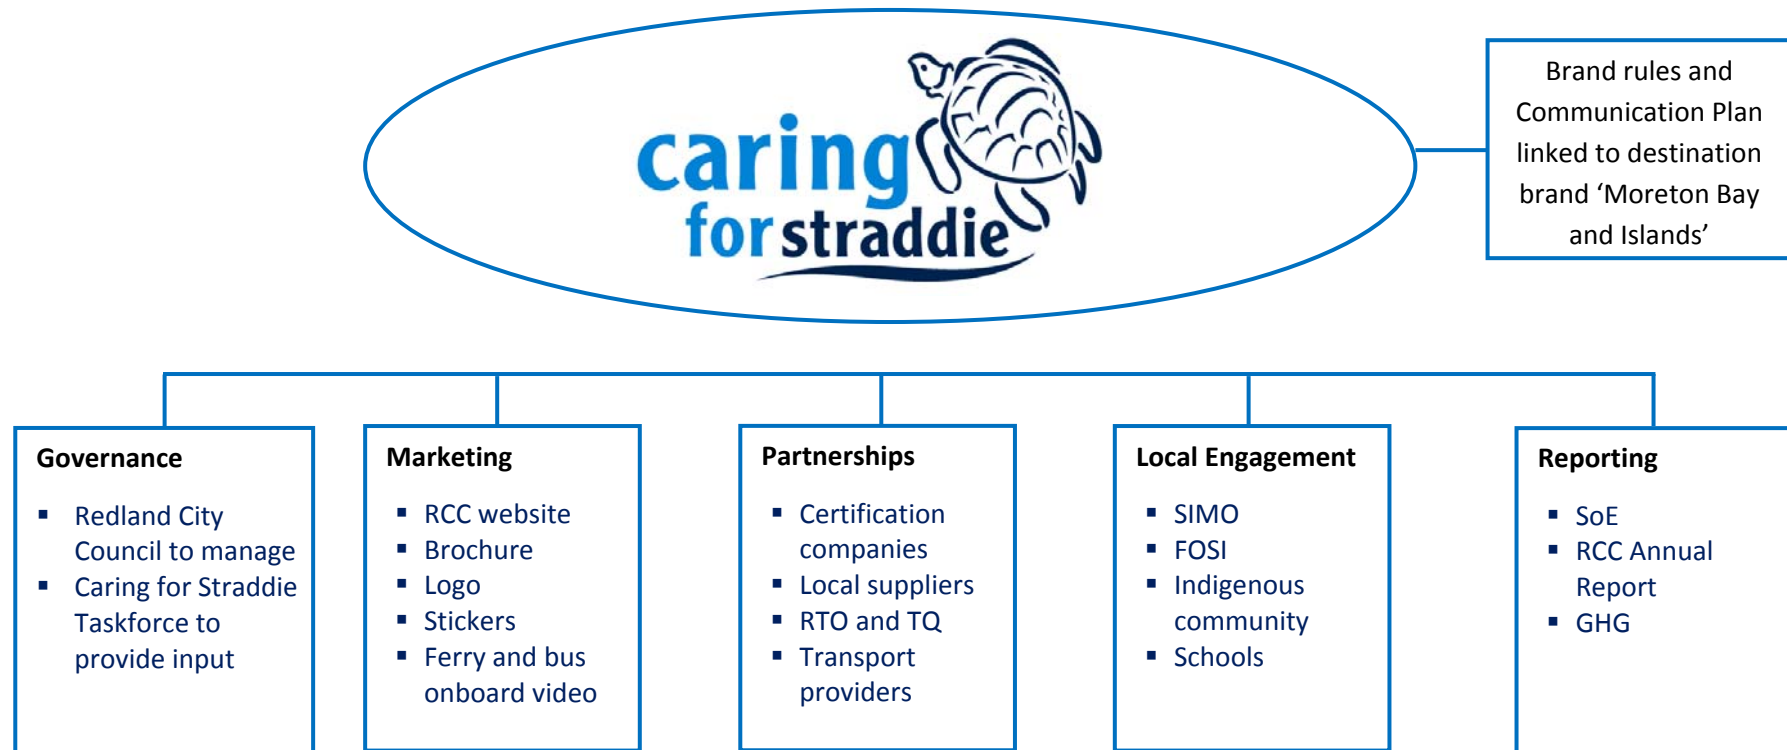 caring
for straddie
Brand rules and
Communication Plan
linked to destination
brand ‘Moreton Bay
and Islands’
Governance
▪ Redland City
Council to manage
▪ Caring for Straddie
Taskforce to
provide input
Marketing
▪ RCC website
▪ Brochure
▪ Logo
▪ Stickers
▪ Ferry and bus
onboard video
Partnerships
▪ Certification
companies
▪ Local suppliers
▪ RTO and TQ
▪ Transport
providers
Local Engagement
▪ SIMO
▪ FOSI
▪ Indigenous
community
▪ Schools
Reporting
▪ SoE
▪ RCC Annual
Report
▪ GHG